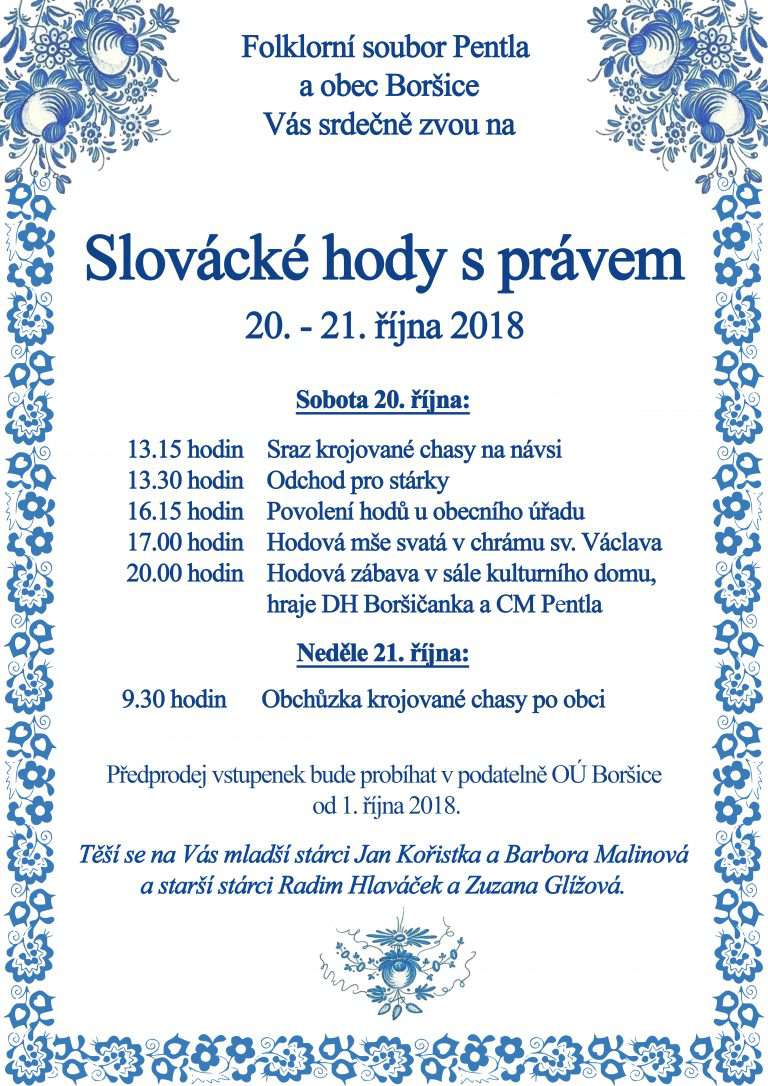 Folklorní soubor Pentla
a obec Boršice
Vás srdečně zvou na
Slovácké hody s právem
20. - 21. října 2018
Sobota 20. října:
13.15 hodin Sraz krojované chasy na návsi
13.30 hodin Odchod pro stárky
16.15 hodin Povolení hodů u obecního úřadu
17.00 hodin Hodová mše svatá v chrámu sv. Václava
20.00 hodin Hodová zábava v sále kulturního domu,
hraje DH Boršičanka a CM Pentla
Neděle 21. října:
9.30 hodin Obchůzka krojované chasy po obci
Předprodej vstupenek bude probíhat v podatelně OÚ Boršice
od 1. října 2018.
Těší se na Vás mladší stárci Jan Kořistka a Barbora Malinová
a starší stárci Radim Hlaváček a Zuzana Glížová.